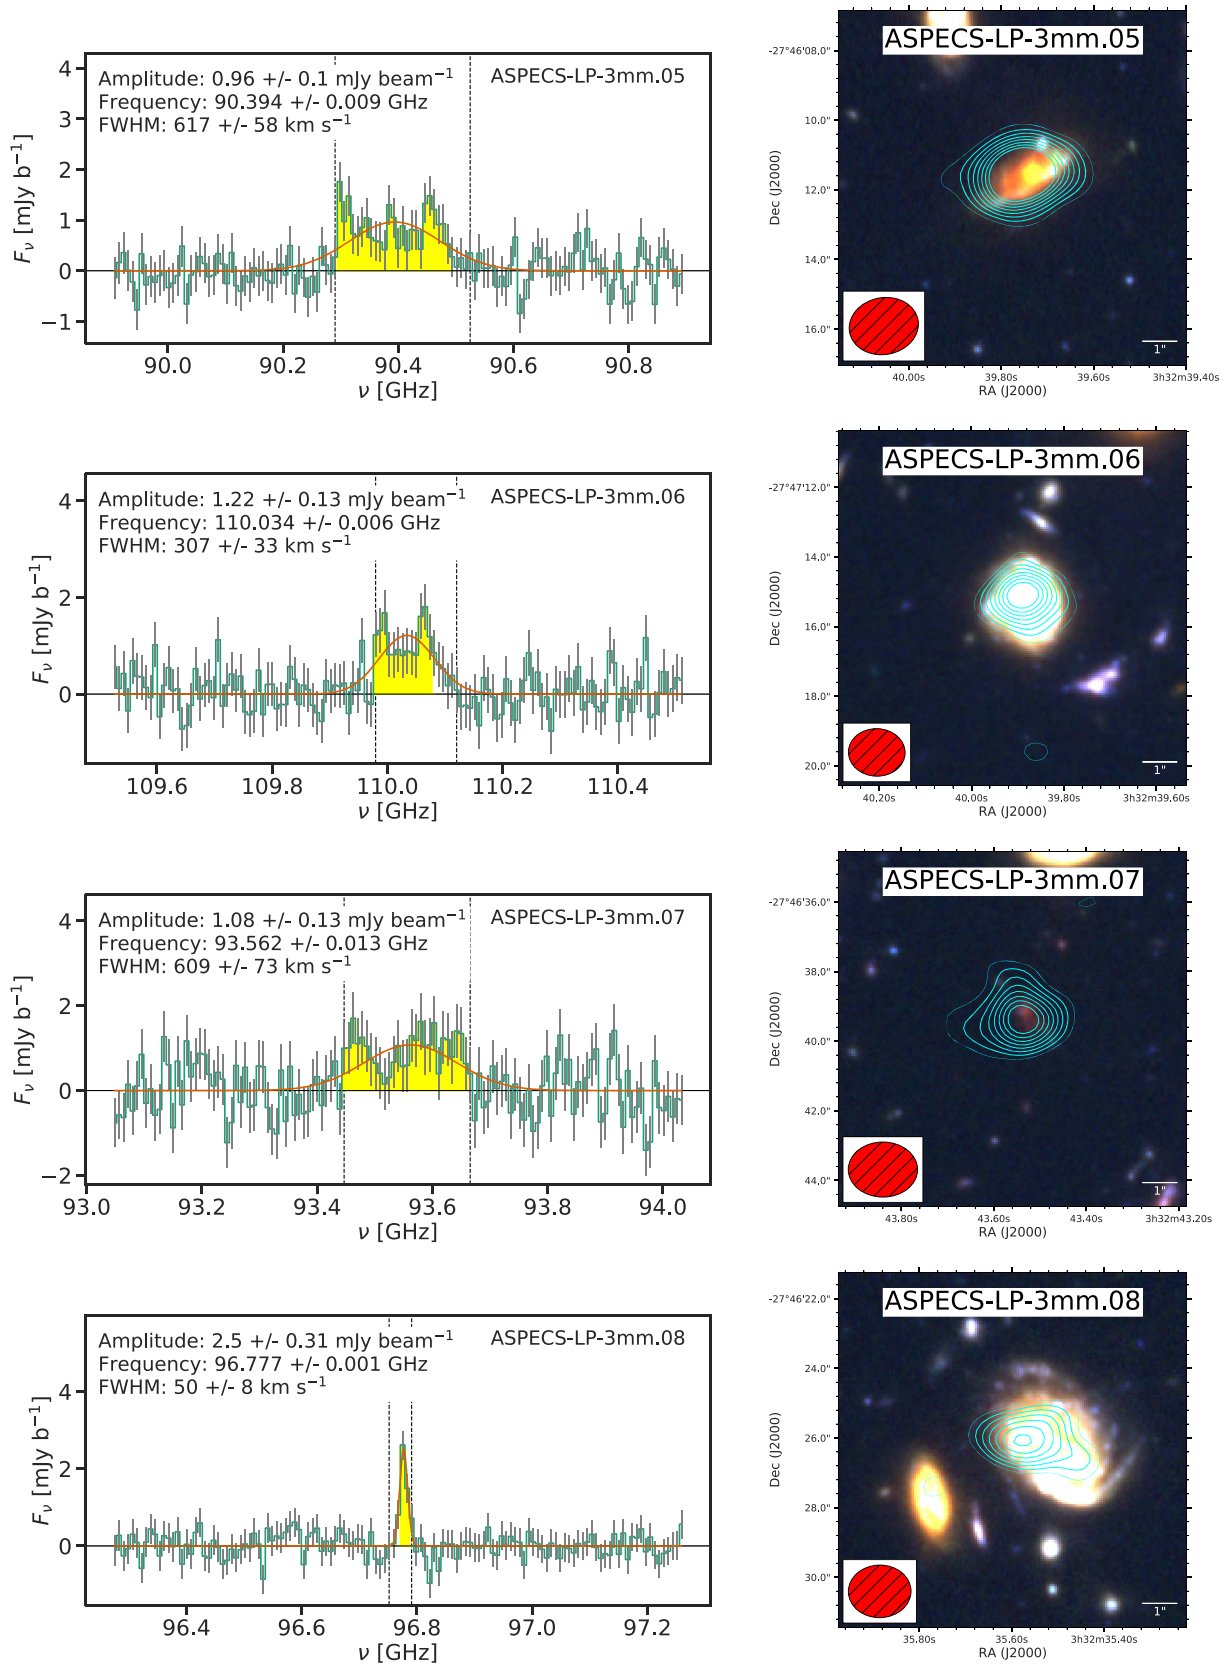 Amplitude: 0.96 +/- 0.1 mJy beam⁻¹
Frequency: 90.394 +/- 0.009 GHz
FWHM: 617 +/- 58 km s⁻¹
ASPECS-LP-3mm.05
4
3
2
1
0
−1
F_ν [mJy b⁻¹]
90.0 90.2 90.4 90.6 90.8
ν [GHz]
ASPECS-LP-3mm.05
-27°46'08.0"
10.0"
12.0"
14.0"
16.0"
Dec (J2000)
1"
40.00s 39.80s 39.60s 3h32m39.40s
RA (J2000)
Amplitude: 1.22 +/- 0.13 mJy beam⁻¹
Frequency: 110.034 +/- 0.006 GHz
FWHM: 307 +/- 33 km s⁻¹
ASPECS-LP-3mm.06
4
2
0
F_ν [mJy b⁻¹]
109.6 109.8 110.0 110.2 110.4
ν [GHz]
ASPECS-LP-3mm.06
-27°47'12.0"
14.0"
16.0"
18.0"
20.0"
Dec (J2000)
1"
40.20s 40.00s 39.80s 3h32m39.60s
RA (J2000)
Amplitude: 1.08 +/- 0.13 mJy beam⁻¹
Frequency: 93.562 +/- 0.013 GHz
FWHM: 609 +/- 73 km s⁻¹
ASPECS-LP-3mm.07
4
2
0
−2
F_ν [mJy b⁻¹]
93.0 93.2 93.4 93.6 93.8 94.0
ν [GHz]
ASPECS-LP-3mm.07
-27°46'36.0"
38.0"
40.0"
42.0"
44.0"
Dec (J2000)
1"
43.80s 43.60s 43.40s 3h32m43.20s
RA (J2000)
Amplitude: 2.5 +/- 0.31 mJy beam⁻¹
Frequency: 96.777 +/- 0.001 GHz
FWHM: 50 +/- 8 km s⁻¹
ASPECS-LP-3mm.08
4
2
0
F_ν [mJy b⁻¹]
96.4 96.6 96.8 97.0 97.2
ν [GHz]
ASPECS-LP-3mm.08
-27°46'22.0"
24.0"
26.0"
28.0"
30.0"
Dec (J2000)
1"
35.80s 35.60s 3h32m35.40s
RA (J2000)